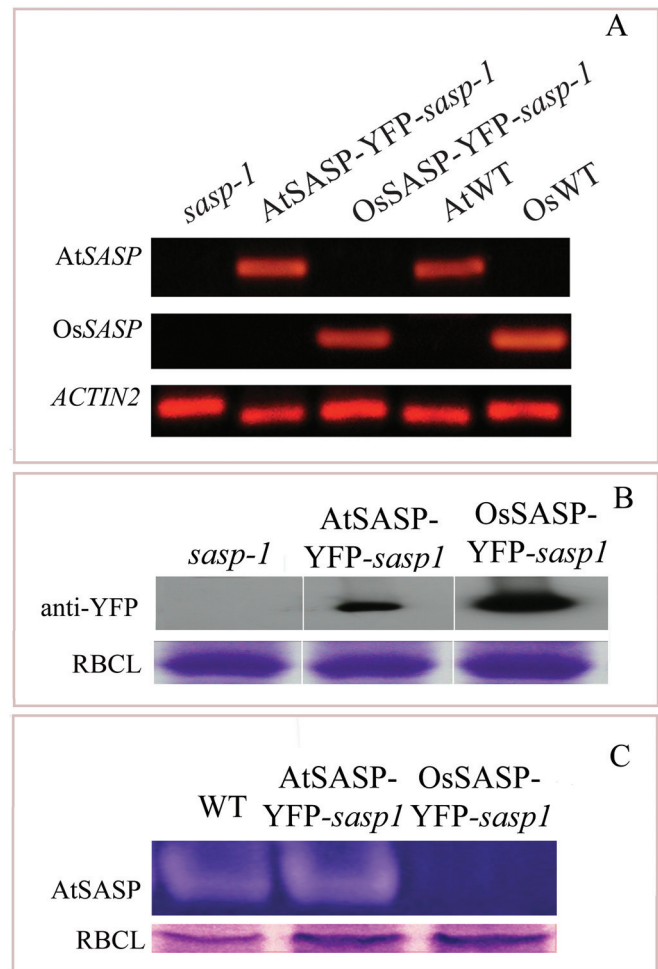 A
sasp-1
AtSASP-YFP-sasp-1
OsSASP-YFP-sasp-1
AtWT
OsWT
AtSASP
OsSASP
ACTIN2
B
sasp-1
AtSASP-
YFP-sasp1
OsSASP-
YFP-sasp1
anti-YFP
RBCL
C
WT
AtSASP-
YFP-sasp1
OsSASP-
YFP-sasp1
AtSASP
RBCL